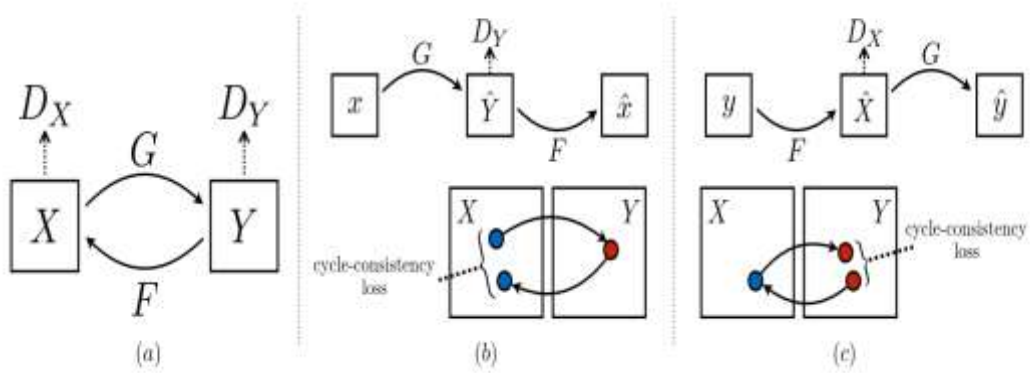 D_X
D_Y
G
X
Y
F
(a)
D_Y
G
x
Ŷ
x̂
F
X
Y
cycle-consistency
loss
(b)
D_X
G
y
X̂
ŷ
F
X
Y
cycle-consistency
loss
(c)